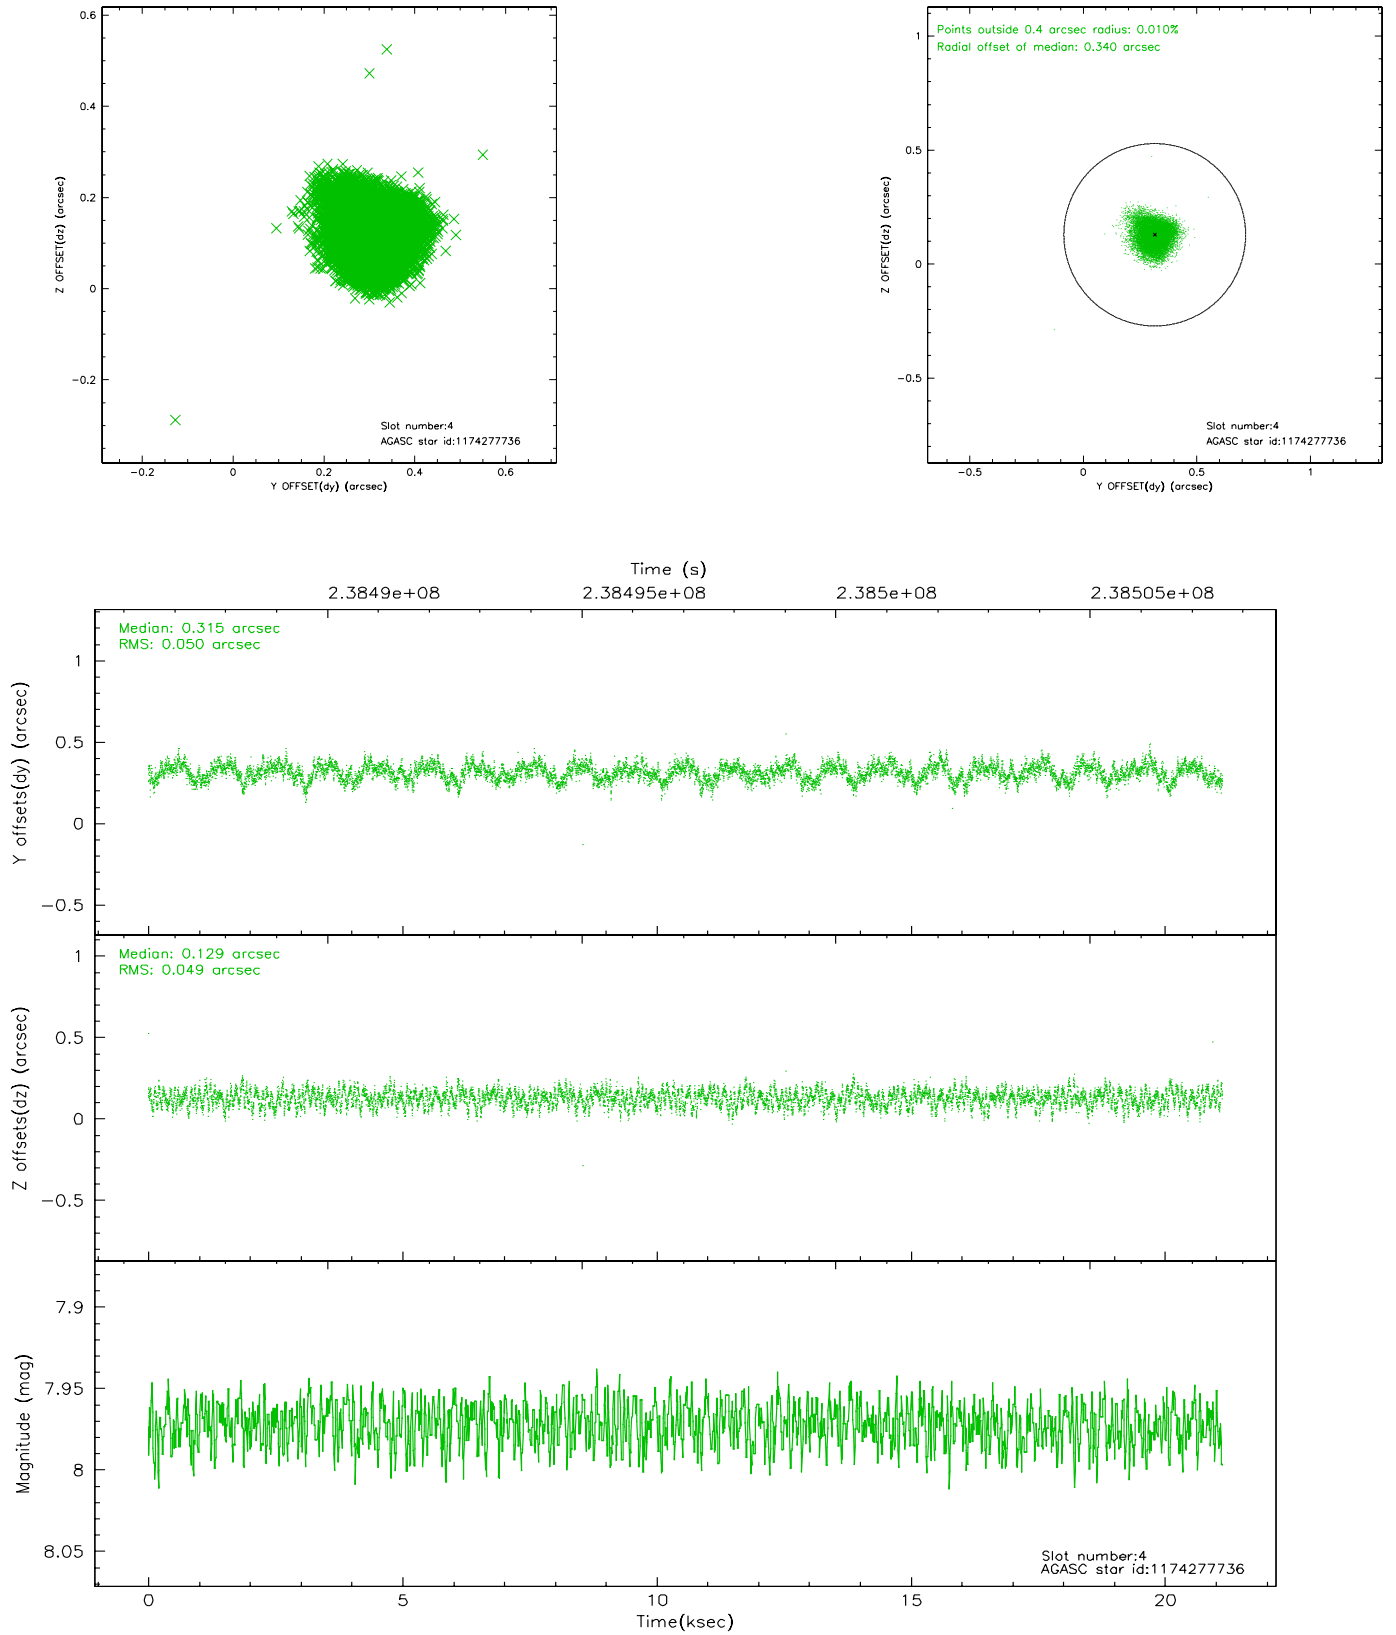 0.6
0.4
0.2
0
−0.2
Z OFFSET(dz) (arcsec)
Slot number:4
AGASC star id:1174277736
−0.2 0 0.2 0.4 0.6
Y OFFSET(dy) (arcsec)
Points outside 0.4 arcsec radius: 0.010%
Radial offset of median: 0.340 arcsec
1
0.5
0
−0.5
Z OFFSET(dz) (arcsec)
Slot number:4
AGASC star id:1174277736
−0.5 0 0.5 1
Y OFFSET(dy) (arcsec)
Time (s)
2.3849e+08 2.38495e+08 2.385e+08 2.38505e+08
Median: 0.315 arcsec
RMS: 0.050 arcsec
1
0.5
0
−0.5
Y offsets(dy) (arcsec)
Median: 0.129 arcsec
RMS: 0.049 arcsec
1
0.5
0
−0.5
Z offsets(dz) (arcsec)
7.9
7.95
8
8.05
Magnitude (mag)
Slot number:4
AGASC star id:1174277736
0 5 10 15 20
Time(ksec)